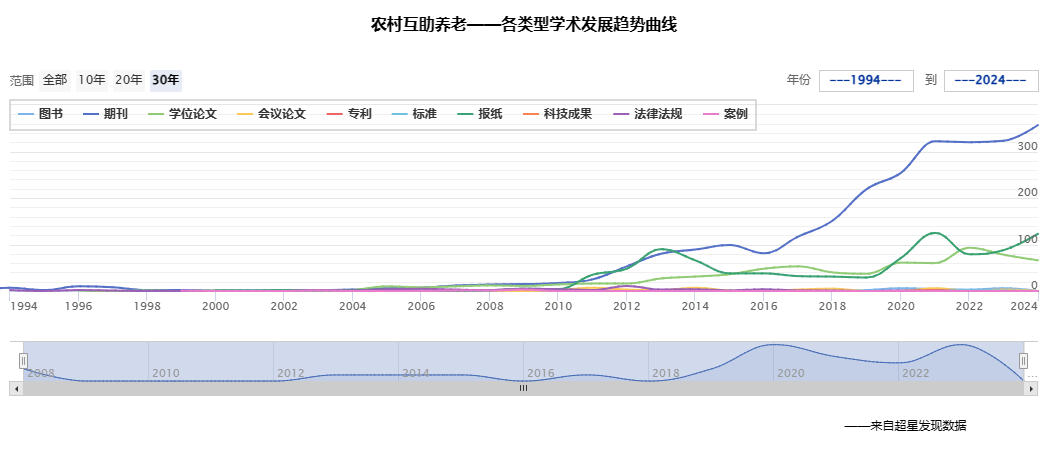 农村互助养老——各类型学术发展趋势曲线
范围 全部 10年 20年 30年 年份 ---1994--- 到 ---2024---
图书 期刊 学位论文 会议论文 专利 标准 报纸 科技成果 法律法规 案例
300
200
100
0
1994 1996 1998 2000 2002 2004 2006 2008 2010 2012 2014 2016 2018 2020 2022 2024
2008 2010 2012 2014 2016 2018 2020 2022 ...
——来自超星发现数据